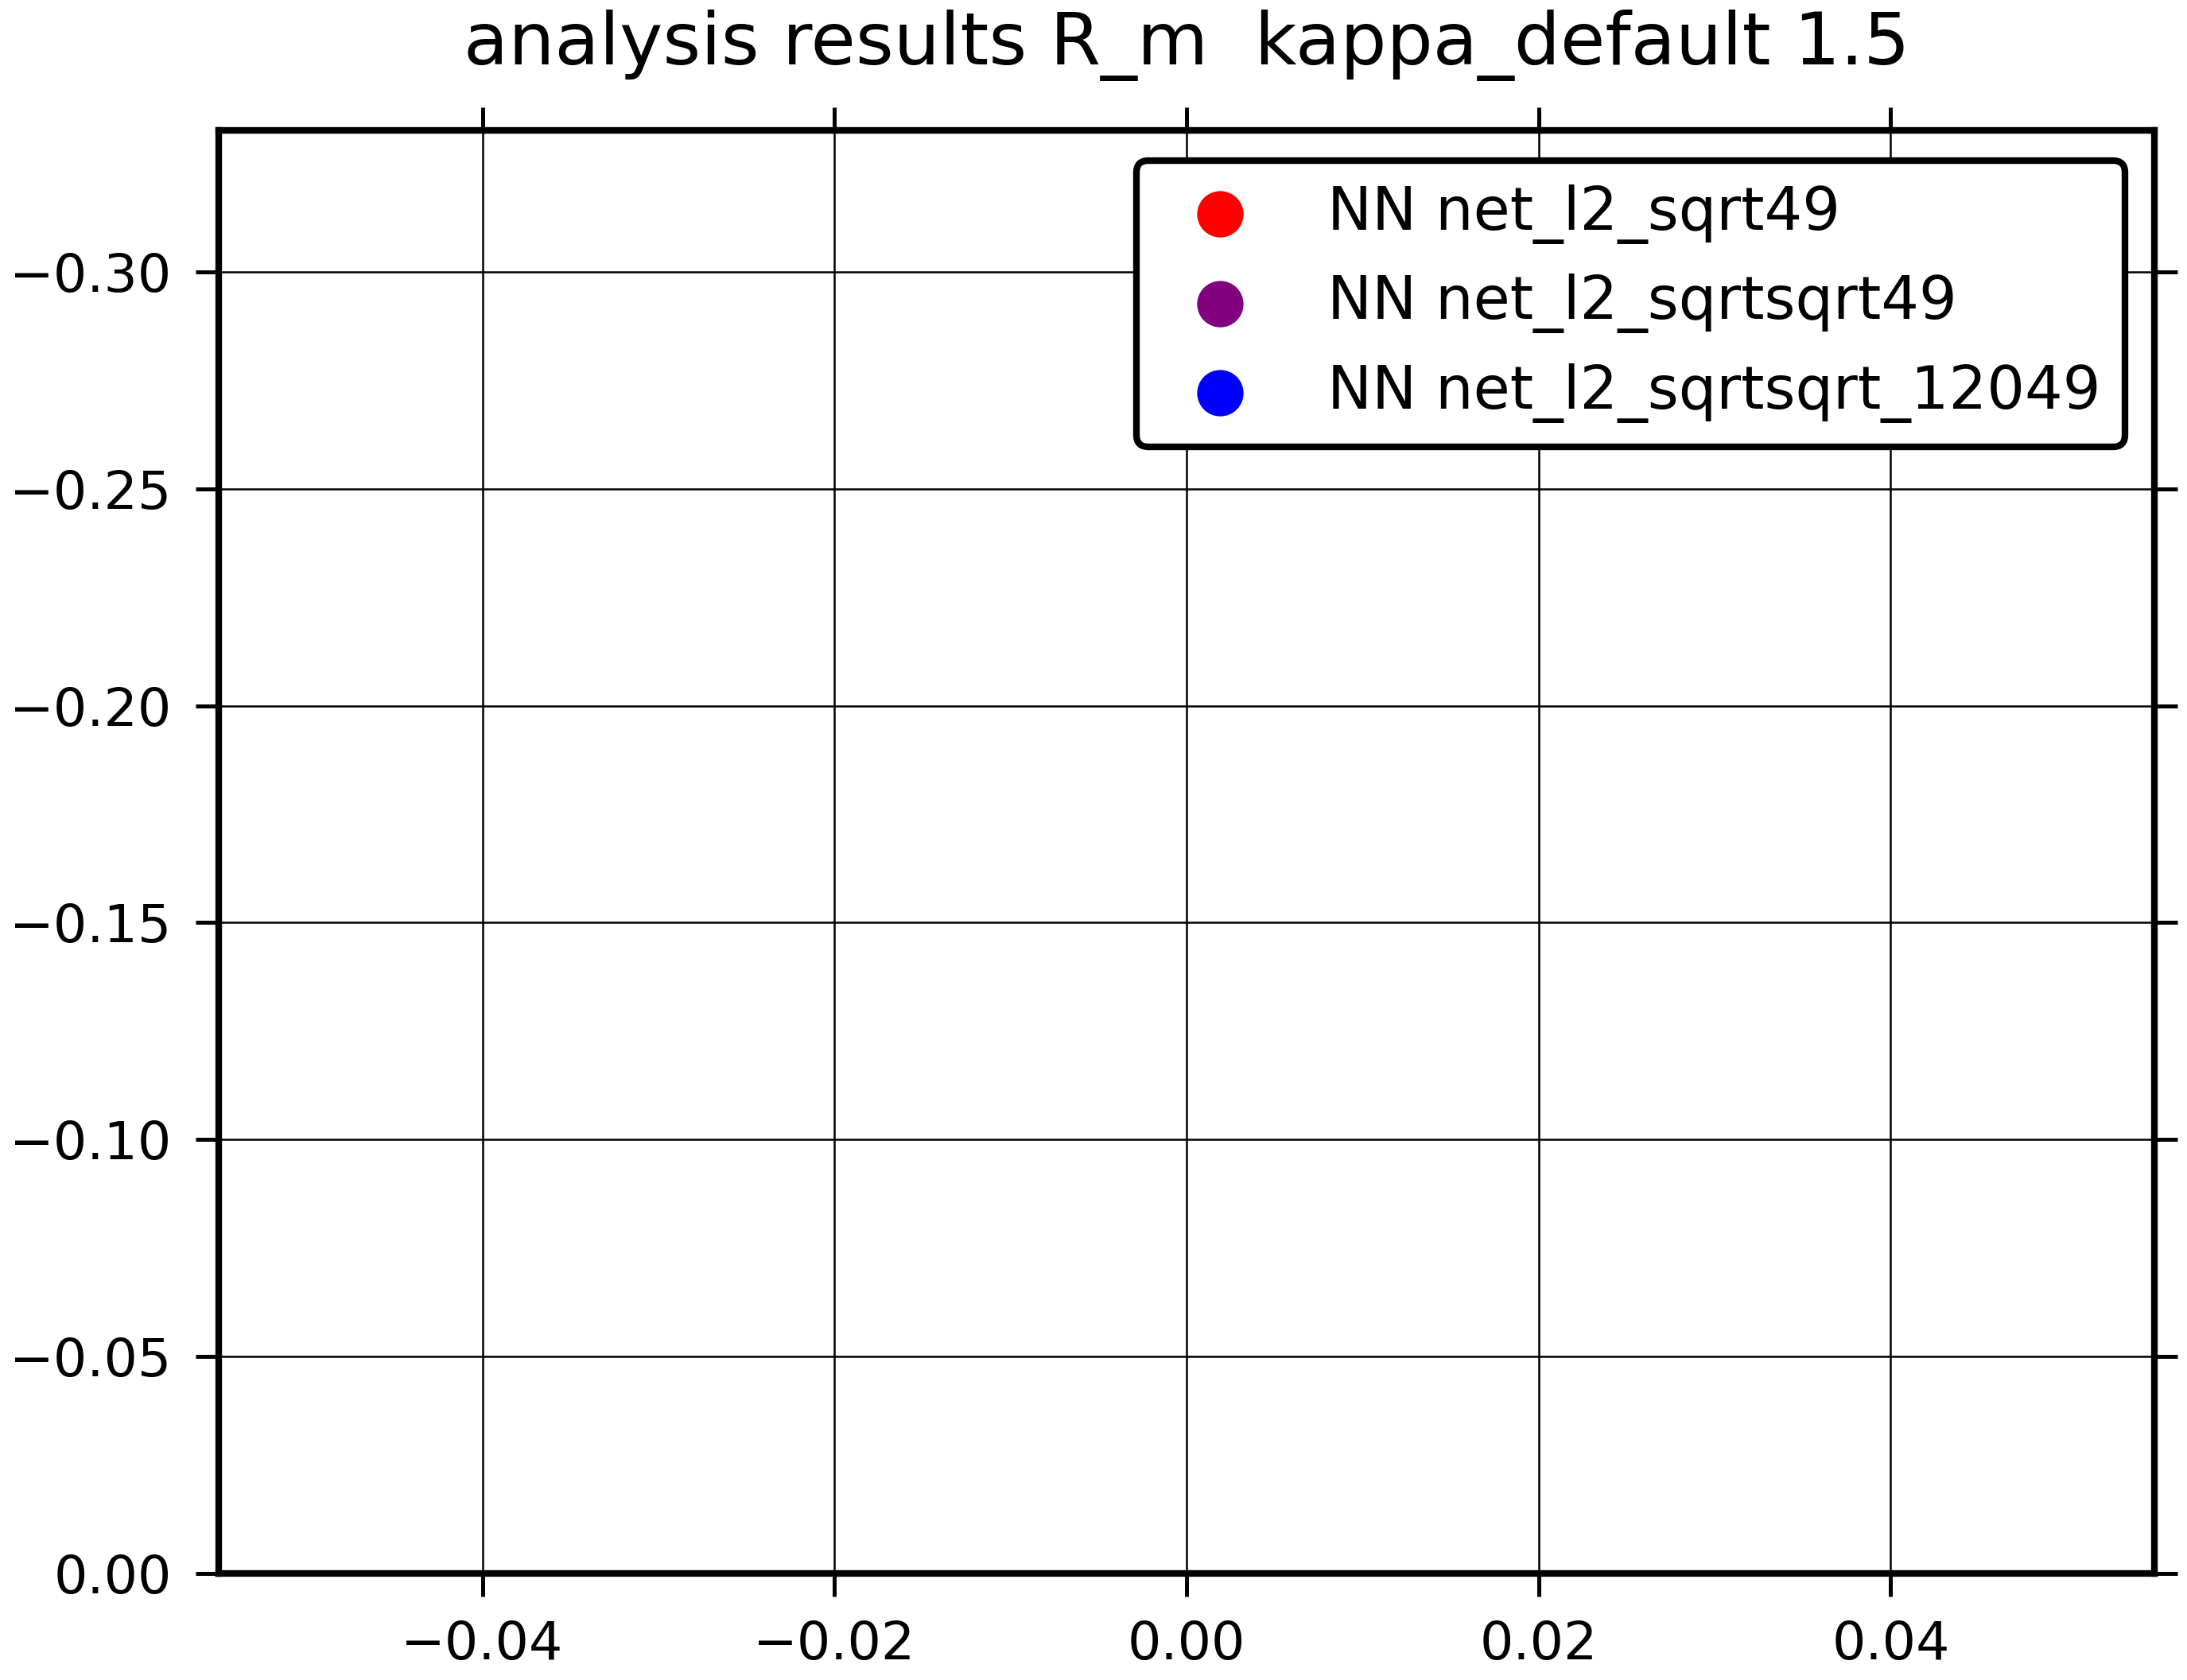 analysis results R_m  kappa_default 1.5
NN net_l2_sqrt49
NN net_l2_sqrtsqrt49
NN net_l2_sqrtsqrt_12049
−0.30
−0.25
−0.20
−0.15
−0.10
−0.05
0.00
−0.04 −0.02 0.00 0.02 0.04